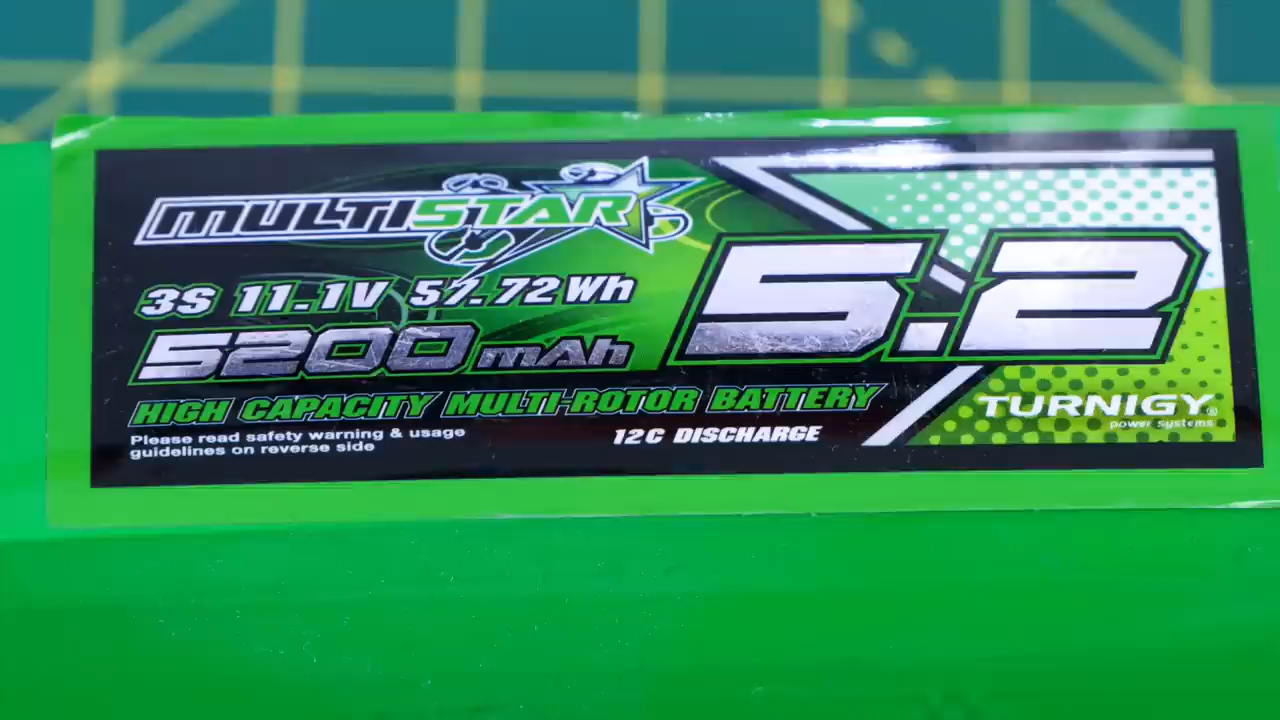 MULTISTAR
3S 11.1V 57.72Wh
5200mAh
5.2
HIGH CAPACITY MULTI-ROTOR BATTERY
Please read safety warning & usage
guidelines on reverse side
12C DISCHARGE
TURNIGY®
power systems